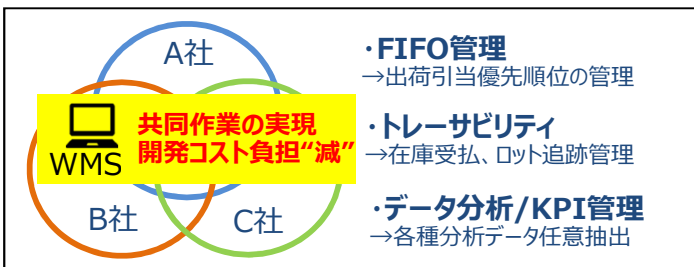 A社
共同作業の実現
開発コスト負担“減”
WMS
B社
C社
・FIFO管理
→出荷引当優先順位の管理
・トレーサビリティ
→在庫受払、ロット追跡管理
・データ分析/KPI管理
→各種分析データ任意抽出